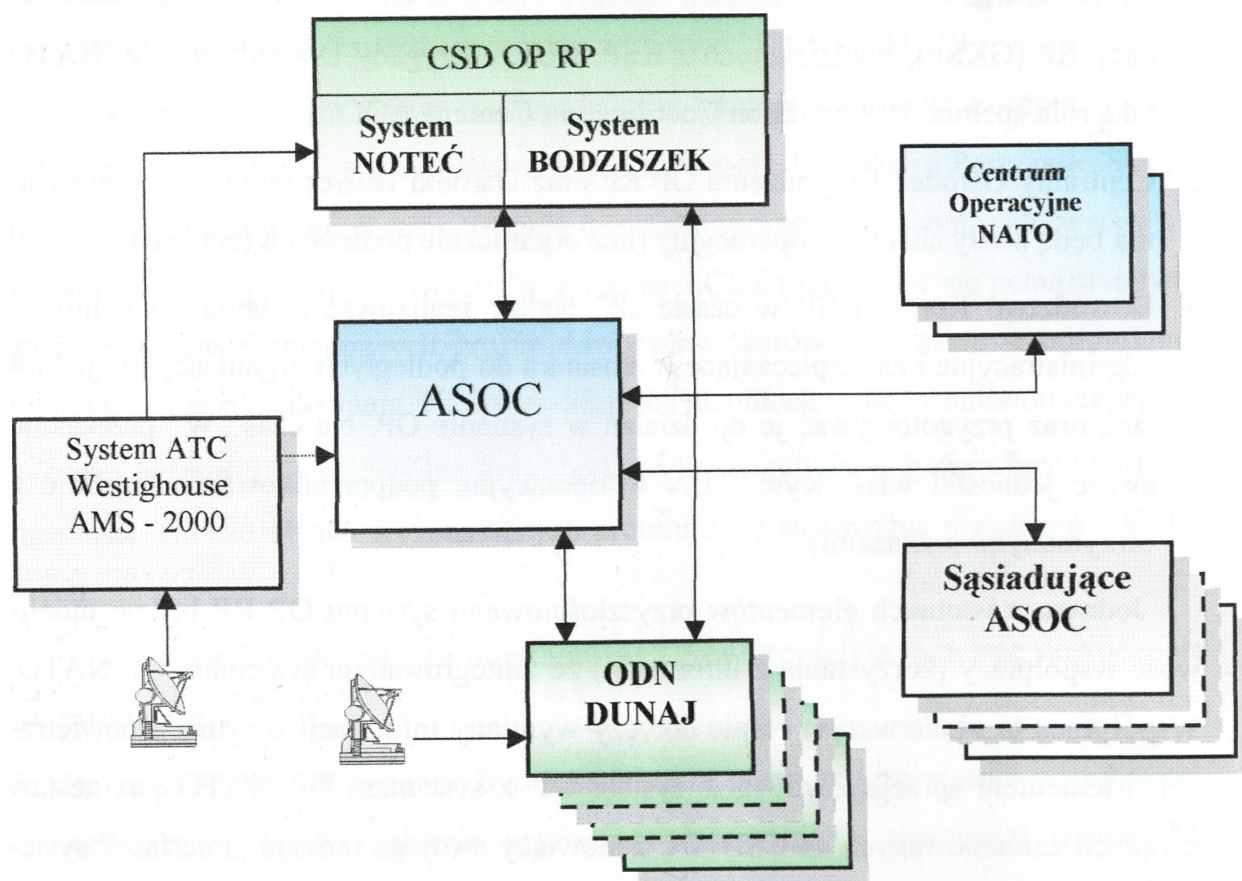 CSD OP RP
System
NOTEĆ
System
BODZISZEK
Centrum
Operacyjne
NATO
ASOC
System ATC
Westighouse
AMS - 2000
Sąsiadujące
ASOC
ODN
DUNAJ